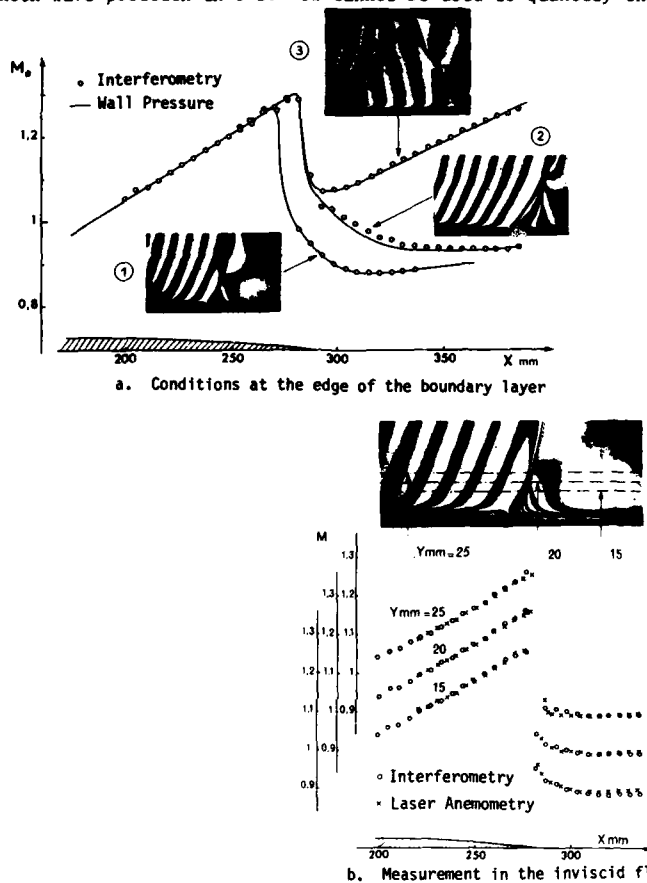 ③
Mₑ
o Interferometry
— Wall Pressure
1,2
②
1
①
0,8
200 250 300 350 X mm
a. Conditions at the edge of the boundary layer
M
Ymm=25 20 15
1.3
1.3 1.2
Ymm=25
1.3 1.2 1.1
20
1.2 1.1 1
15
1.1 1 0.9
1 0.9
0.9
o Interferometry
× Laser Anemometry
X mm
200 250 300
b. Measurement in the inviscid fl